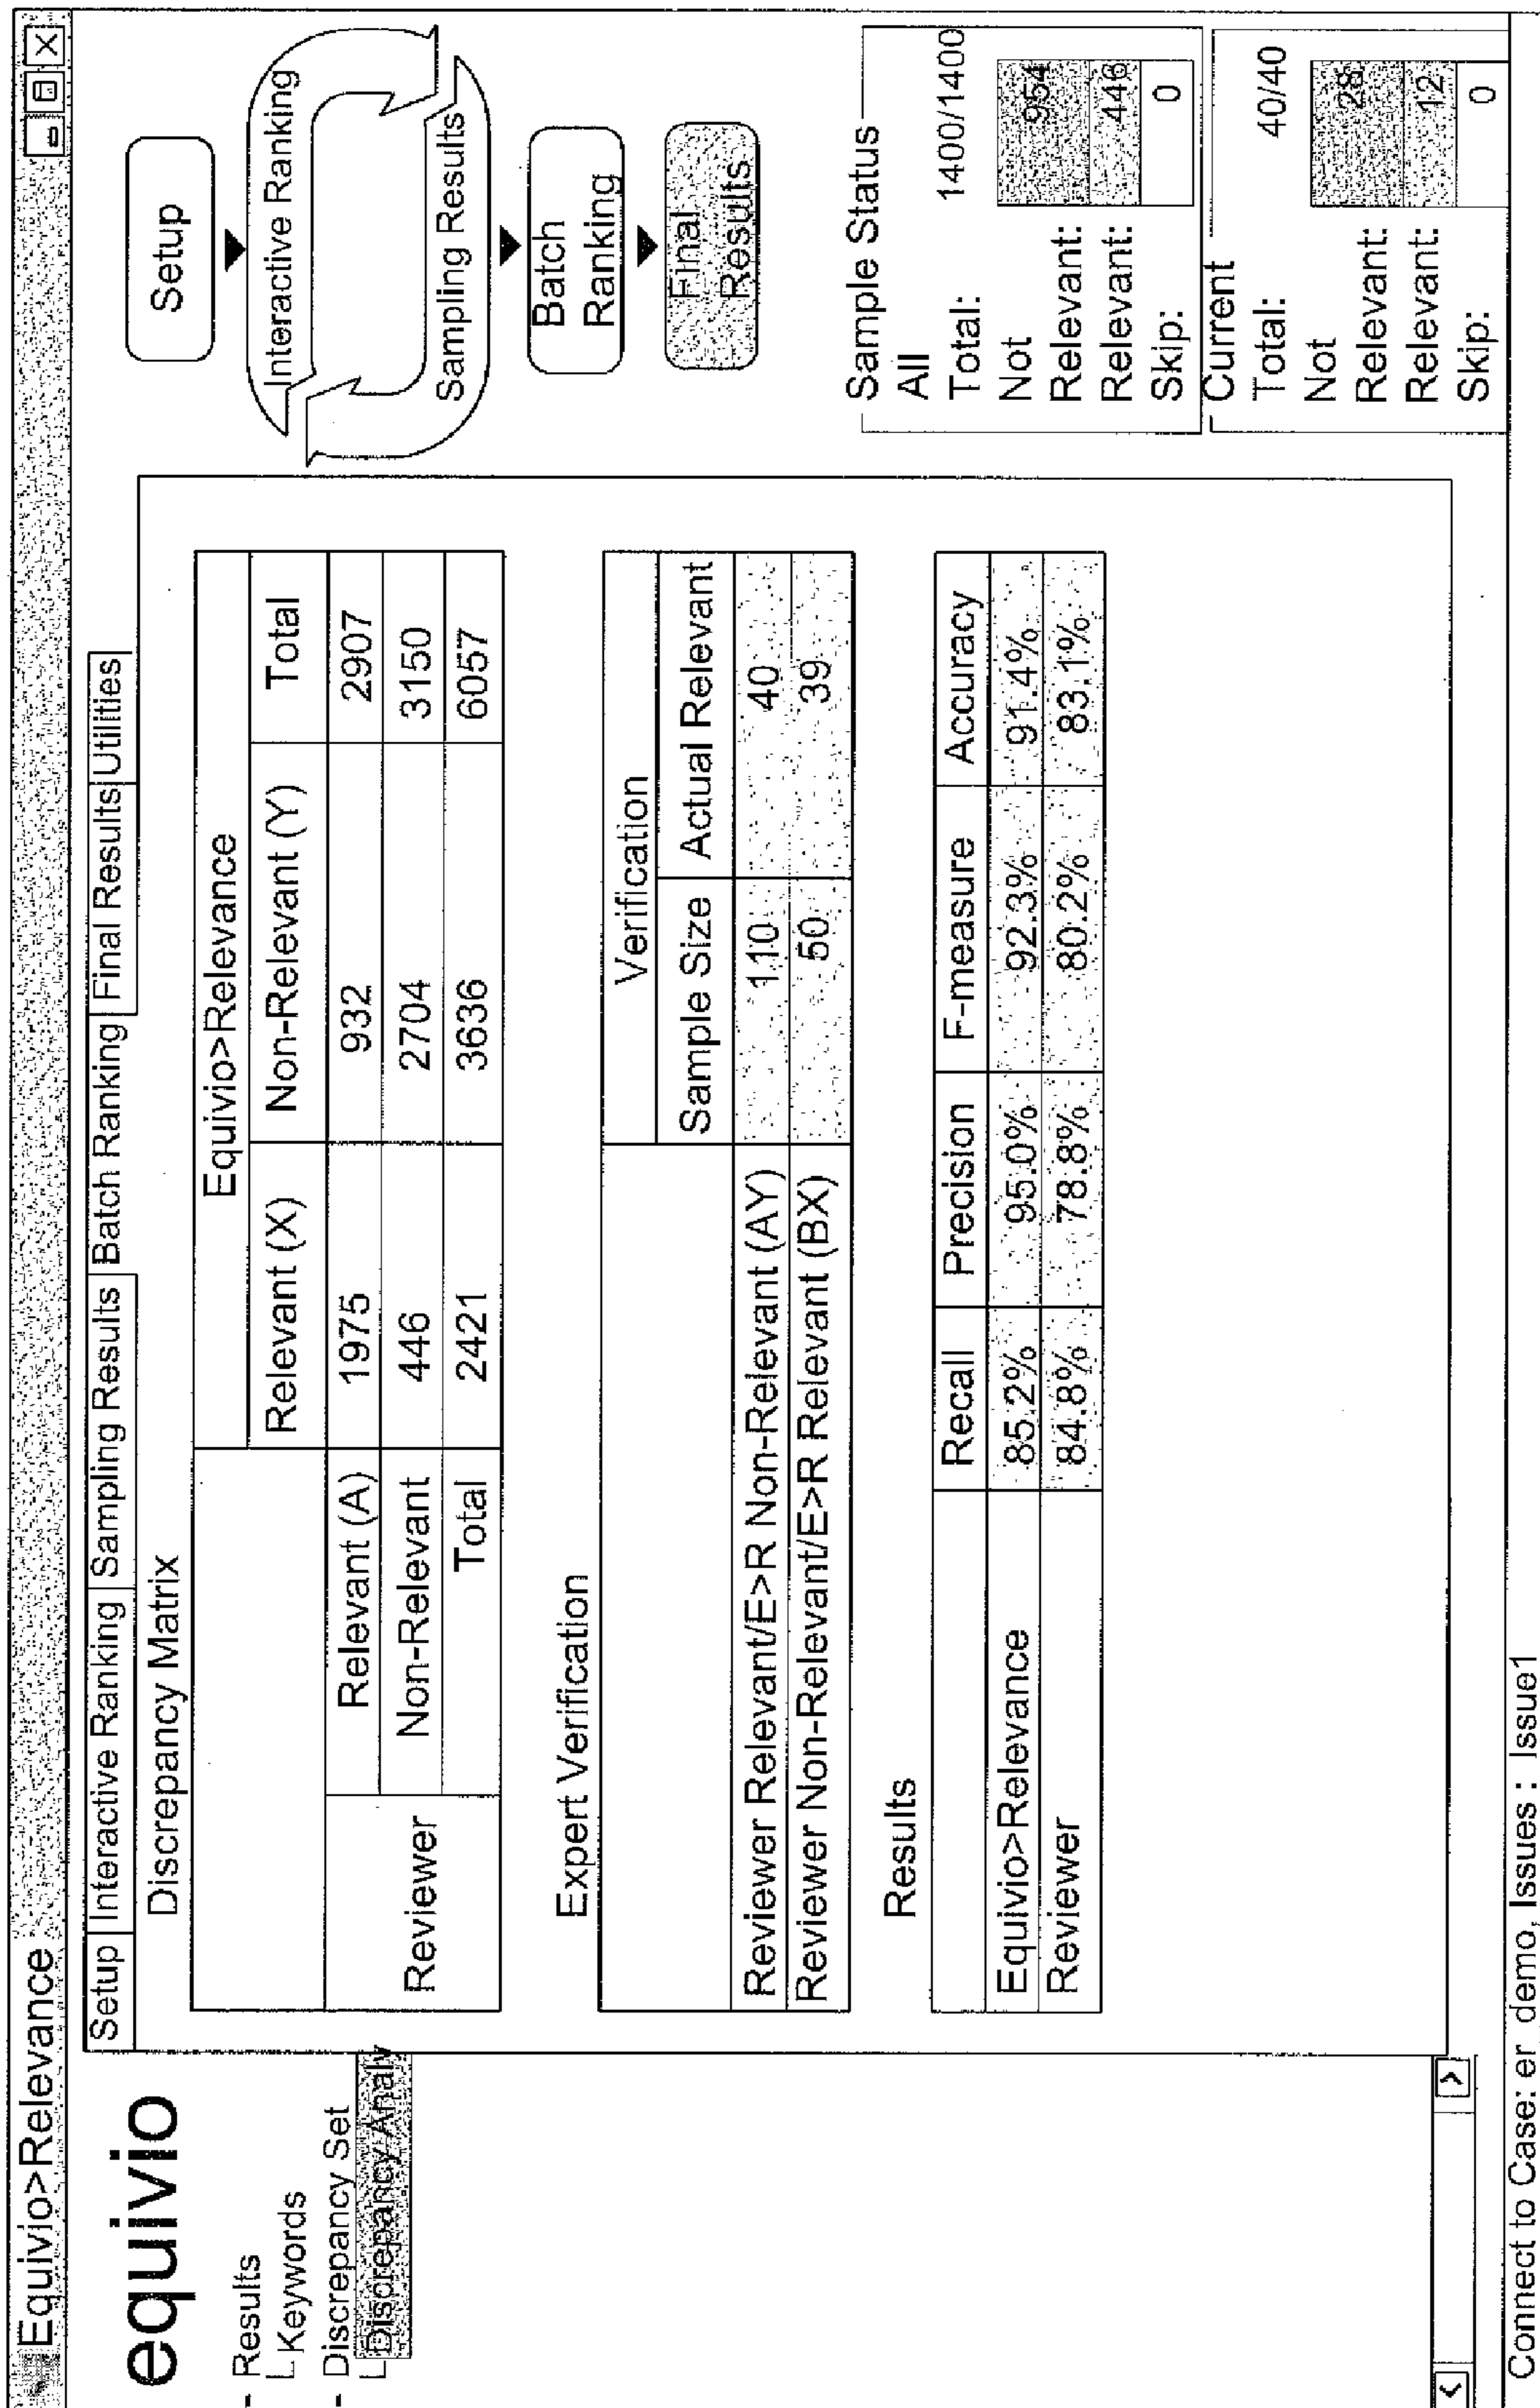 Equivio>Relevance
equivio
- Results
Keywords
- Discrepancy Set
Discrepancy Analy
Setup Interactive Ranking Sampling Results Batch Ranking Final Results Utilities
Discrepancy Matrix
Equivio>Relevance
Relevant (X) Non-Relevant (Y) Total
Reviewer
Relevant (A) 1975 932 2907
Non-Relevant 446 2704 3150
Total 2421 3636 6057
Expert Verification
Verification
Sample Size Actual Relevant
Reviewer Relevant/E>R Non-Relevant (AY) 110 40
Reviewer Non-Relevant/E>R Relevant (BX) 50 39
Results
Recall Precision F-measure Accuracy
Equivio>Relevance 85.2% 95.0% 92.3% 91.4%
Reviewer 84.8% 78.8% 80.2% 83.1%
Setup
Interactive Ranking
Sampling Results
Batch
Ranking
Final
Results
Sample Status
All
Total: 1400/1400
Not
Relevant: 954
Relevant: 446
Skip: 0
Current
Total: 40/40
Not
Relevant: 28
Relevant: 12
Skip: 0
Connect to Case: er demo, Issues : Issue1